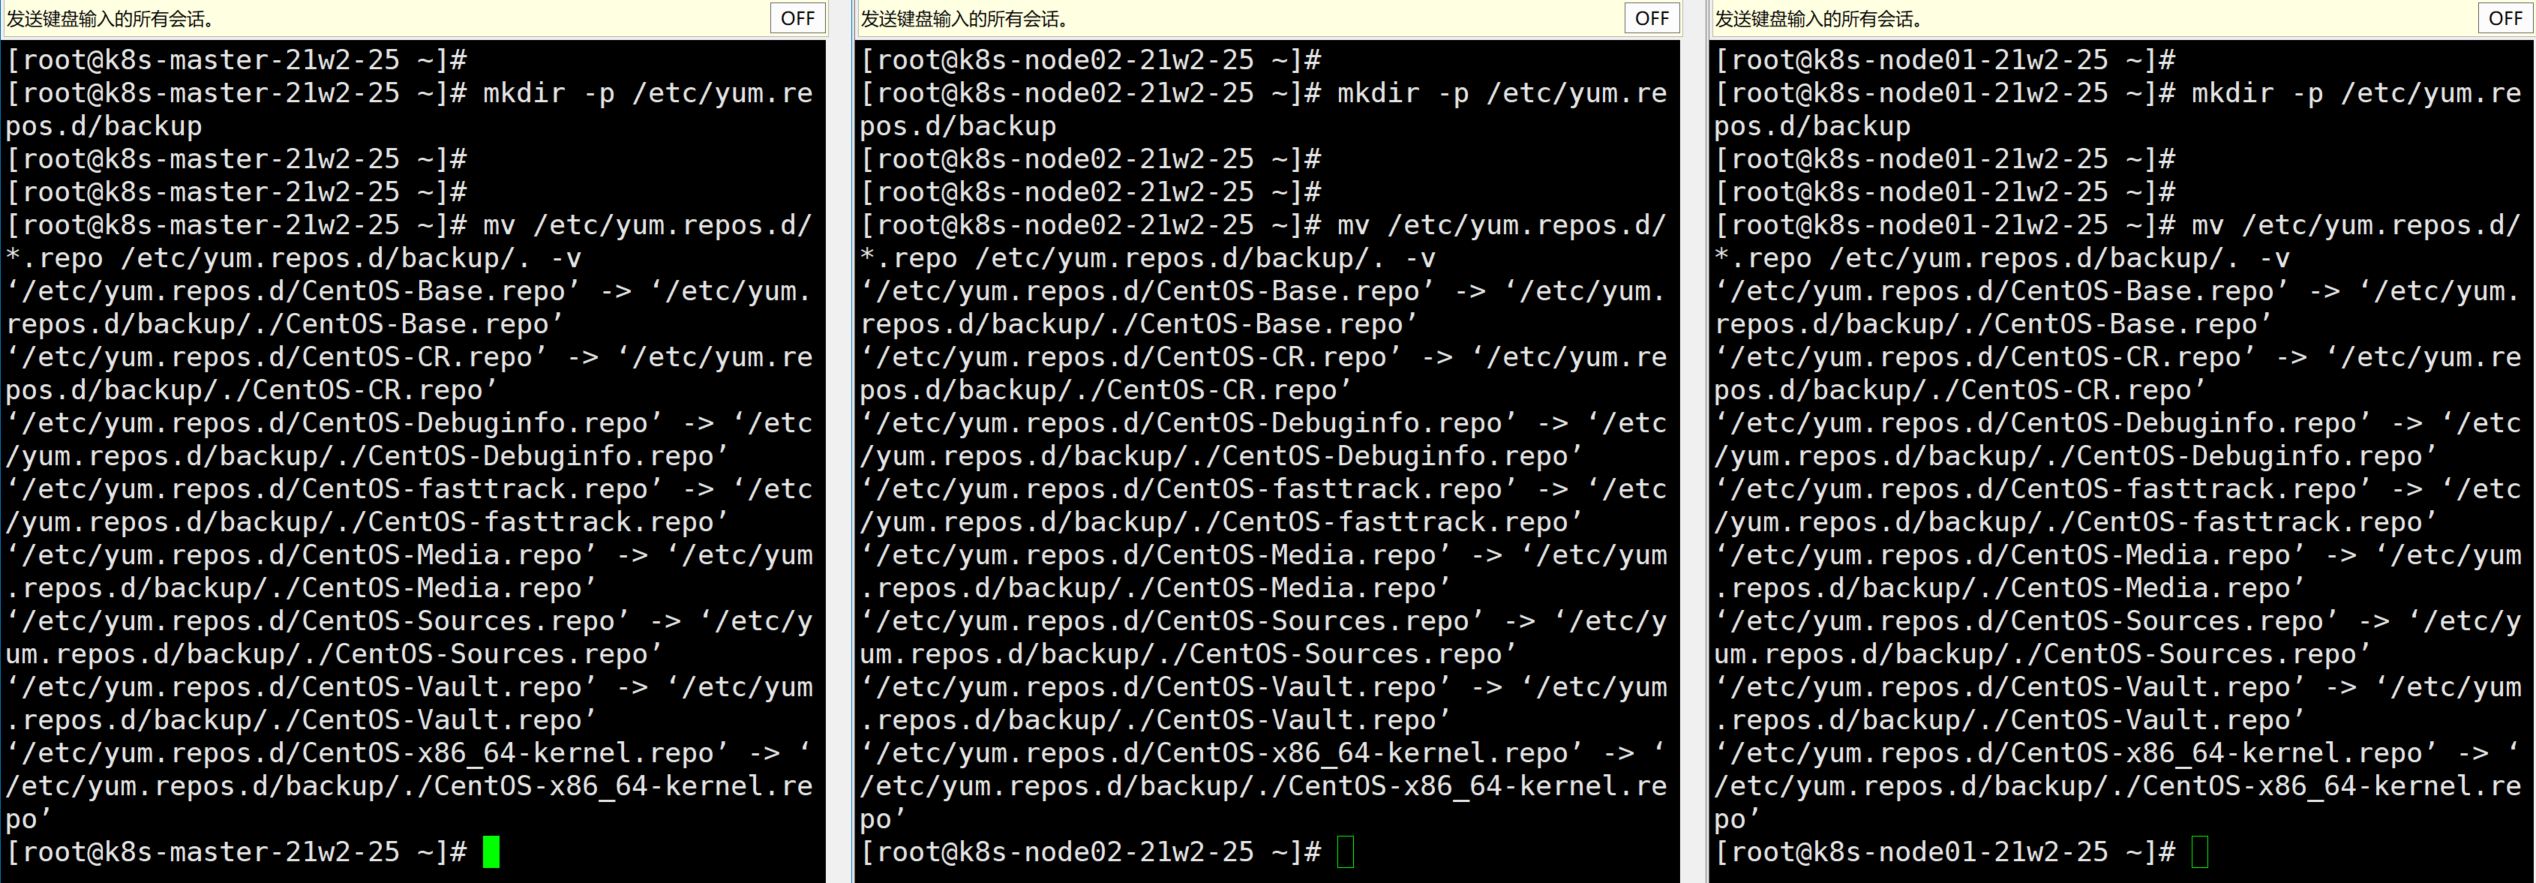 发送键盘输入的所有会话。 OFF
[root@k8s-master-21w2-25 ~]#
[root@k8s-master-21w2-25 ~]# mkdir -p /etc/yum.re
pos.d/backup
[root@k8s-master-21w2-25 ~]#
[root@k8s-master-21w2-25 ~]#
[root@k8s-master-21w2-25 ~]# mv /etc/yum.repos.d/
*.repo /etc/yum.repos.d/backup/. -v
‘/etc/yum.repos.d/CentOS-Base.repo’ -> ‘/etc/yum.
repos.d/backup/./CentOS-Base.repo’
‘/etc/yum.repos.d/CentOS-CR.repo’ -> ‘/etc/yum.re
pos.d/backup/./CentOS-CR.repo’
‘/etc/yum.repos.d/CentOS-Debuginfo.repo’ -> ‘/etc
/yum.repos.d/backup/./CentOS-Debuginfo.repo’
‘/etc/yum.repos.d/CentOS-fasttrack.repo’ -> ‘/etc
/yum.repos.d/backup/./CentOS-fasttrack.repo’
‘/etc/yum.repos.d/CentOS-Media.repo’ -> ‘/etc/yum
.repos.d/backup/./CentOS-Media.repo’
‘/etc/yum.repos.d/CentOS-Sources.repo’ -> ‘/etc/y
um.repos.d/backup/./CentOS-Sources.repo’
‘/etc/yum.repos.d/CentOS-Vault.repo’ -> ‘/etc/yum
.repos.d/backup/./CentOS-Vault.repo’
‘/etc/yum.repos.d/CentOS-x86_64-kernel.repo’ -> ‘
/etc/yum.repos.d/backup/./CentOS-x86_64-kernel.re
po’
[root@k8s-master-21w2-25 ~]#
发送键盘输入的所有会话。 OFF
[root@k8s-node02-21w2-25 ~]#
[root@k8s-node02-21w2-25 ~]# mkdir -p /etc/yum.re
pos.d/backup
[root@k8s-node02-21w2-25 ~]#
[root@k8s-node02-21w2-25 ~]#
[root@k8s-node02-21w2-25 ~]# mv /etc/yum.repos.d/
*.repo /etc/yum.repos.d/backup/. -v
‘/etc/yum.repos.d/CentOS-Base.repo’ -> ‘/etc/yum.
repos.d/backup/./CentOS-Base.repo’
‘/etc/yum.repos.d/CentOS-CR.repo’ -> ‘/etc/yum.re
pos.d/backup/./CentOS-CR.repo’
‘/etc/yum.repos.d/CentOS-Debuginfo.repo’ -> ‘/etc
/yum.repos.d/backup/./CentOS-Debuginfo.repo’
‘/etc/yum.repos.d/CentOS-fasttrack.repo’ -> ‘/etc
/yum.repos.d/backup/./CentOS-fasttrack.repo’
‘/etc/yum.repos.d/CentOS-Media.repo’ -> ‘/etc/yum
.repos.d/backup/./CentOS-Media.repo’
‘/etc/yum.repos.d/CentOS-Sources.repo’ -> ‘/etc/y
um.repos.d/backup/./CentOS-Sources.repo’
‘/etc/yum.repos.d/CentOS-Vault.repo’ -> ‘/etc/yum
.repos.d/backup/./CentOS-Vault.repo’
‘/etc/yum.repos.d/CentOS-x86_64-kernel.repo’ -> ‘
/etc/yum.repos.d/backup/./CentOS-x86_64-kernel.re
po’
[root@k8s-node02-21w2-25 ~]#
发送键盘输入的所有会话。 OFF
[root@k8s-node01-21w2-25 ~]#
[root@k8s-node01-21w2-25 ~]# mkdir -p /etc/yum.re
pos.d/backup
[root@k8s-node01-21w2-25 ~]#
[root@k8s-node01-21w2-25 ~]#
[root@k8s-node01-21w2-25 ~]# mv /etc/yum.repos.d/
*.repo /etc/yum.repos.d/backup/. -v
‘/etc/yum.repos.d/CentOS-Base.repo’ -> ‘/etc/yum.
repos.d/backup/./CentOS-Base.repo’
‘/etc/yum.repos.d/CentOS-CR.repo’ -> ‘/etc/yum.re
pos.d/backup/./CentOS-CR.repo’
‘/etc/yum.repos.d/CentOS-Debuginfo.repo’ -> ‘/etc
/yum.repos.d/backup/./CentOS-Debuginfo.repo’
‘/etc/yum.repos.d/CentOS-fasttrack.repo’ -> ‘/etc
/yum.repos.d/backup/./CentOS-fasttrack.repo’
‘/etc/yum.repos.d/CentOS-Media.repo’ -> ‘/etc/yum
.repos.d/backup/./CentOS-Media.repo’
‘/etc/yum.repos.d/CentOS-Sources.repo’ -> ‘/etc/y
um.repos.d/backup/./CentOS-Sources.repo’
‘/etc/yum.repos.d/CentOS-Vault.repo’ -> ‘/etc/yum
.repos.d/backup/./CentOS-Vault.repo’
‘/etc/yum.repos.d/CentOS-x86_64-kernel.repo’ -> ‘
/etc/yum.repos.d/backup/./CentOS-x86_64-kernel.re
po’
[root@k8s-node01-21w2-25 ~]#